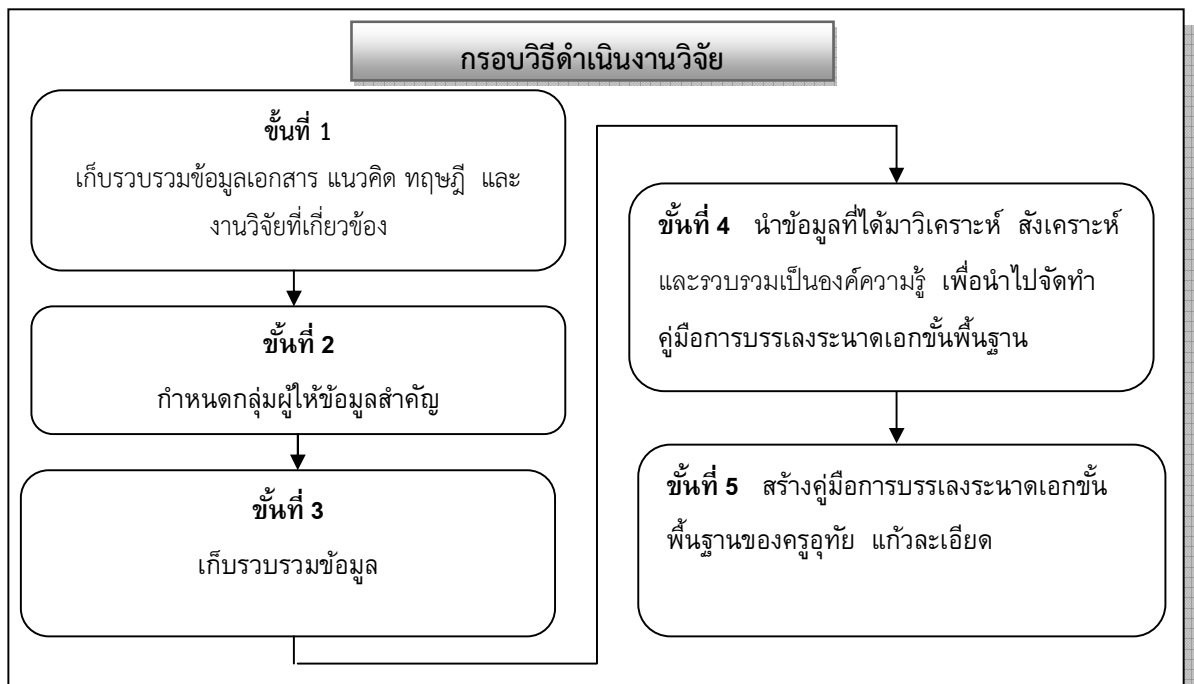 กรอบวิธีดำเนินงานวิจัย
ขั้นที่ 1
เก็บรวบรวมข้อมูลเอกสาร แนวคิด ทฤษฎี และ
งานวิจัยที่เกี่ยวข้อง
ขั้นที่ 2
กำหนดกลุ่มผู้ให้ข้อมูลสำคัญ
ขั้นที่ 3
เก็บรวบรวมข้อมูล
ขั้นที่ 4 นำข้อมูลที่ได้มาวิเคราะห์ สังเคราะห์
และรวบรวมเป็นองค์ความรู้ เพื่อนำไปจัดทำ
คู่มือการบรรเลงระนาดเอกขั้นพื้นฐาน
ขั้นที่ 5 สร้างคู่มือการบรรเลงระนาดเอกขั้น
พื้นฐานของครูอุทัย แก้วละเอียด